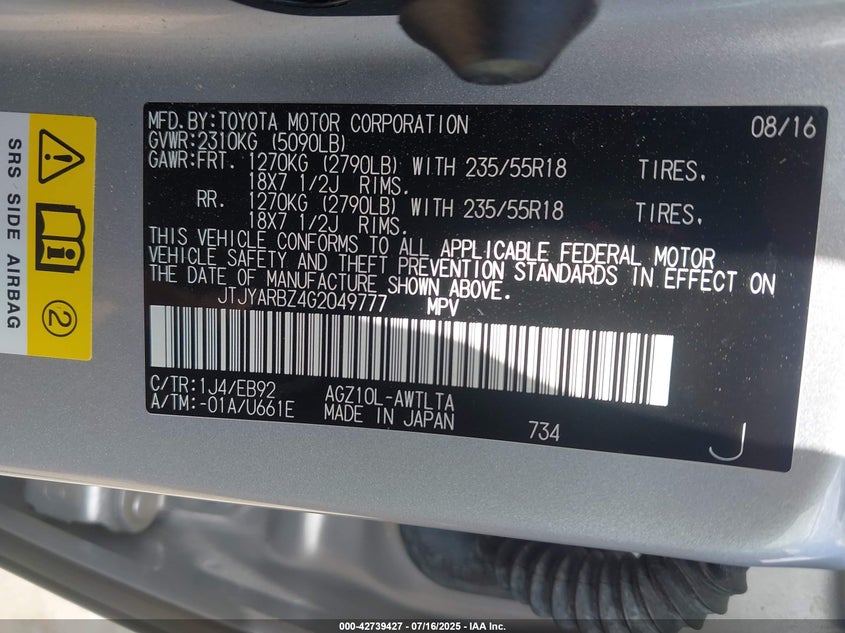 MFD.BY:TOYOTA MOTOR CORPORATION 08/16
GVWR:2310KG (5090LB)
GAWR:FRT. 1270KG (2790LB) WITH 235/55R18 TIRES,
18X7 1/2J RIMS.
RR. 1270KG (2790LB) WITH 235/55R18 TIRES,
18X7 1/2J RIMS.
THIS VEHICLE CONFORMS TO ALL APPLICABLE FEDERAL MOTOR
VEHICLE SAFETY AND THEFT PREVENTION STANDARDS IN EFFECT ON
THE DATE OF MANUFACTURE SHOWN ABOVE.
JTJYARBZ4G2049777 MPV
C/TR:1J4/EB92 AGZ10L-AWTLTA
A/TM:-01A/U661E MADE IN JAPAN 734
J
SRS SIDE AIRBAG
2
000-42739427 - 07/16/2025 - IAA Inc.